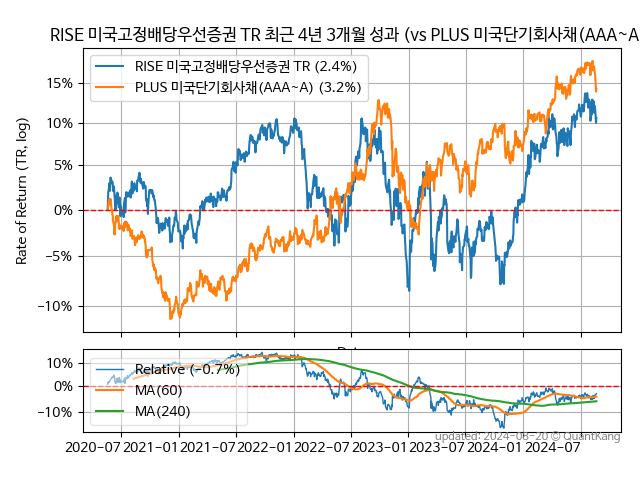 RISE 미국고정배당우선증권 TR 최근 4년 3개월 성과 (vs PLUS 미국단기회사채(AAA~A
RISE 미국고정배당우선증권 TR (2.4%)
PLUS 미국단기회사채(AAA~A) (3.2%)
Rate of Return (TR, log)
15%
10%
5%
0%
−5%
−10%
Relative (−0.7%)
MA(60)
MA(240)
10%
0%
−10%
2020-07 2021-01 2021-07 2022-01 2022-07 2023-01 2023-07 2024-01 2024-07
updated: 2024-08-20 © QuantKang